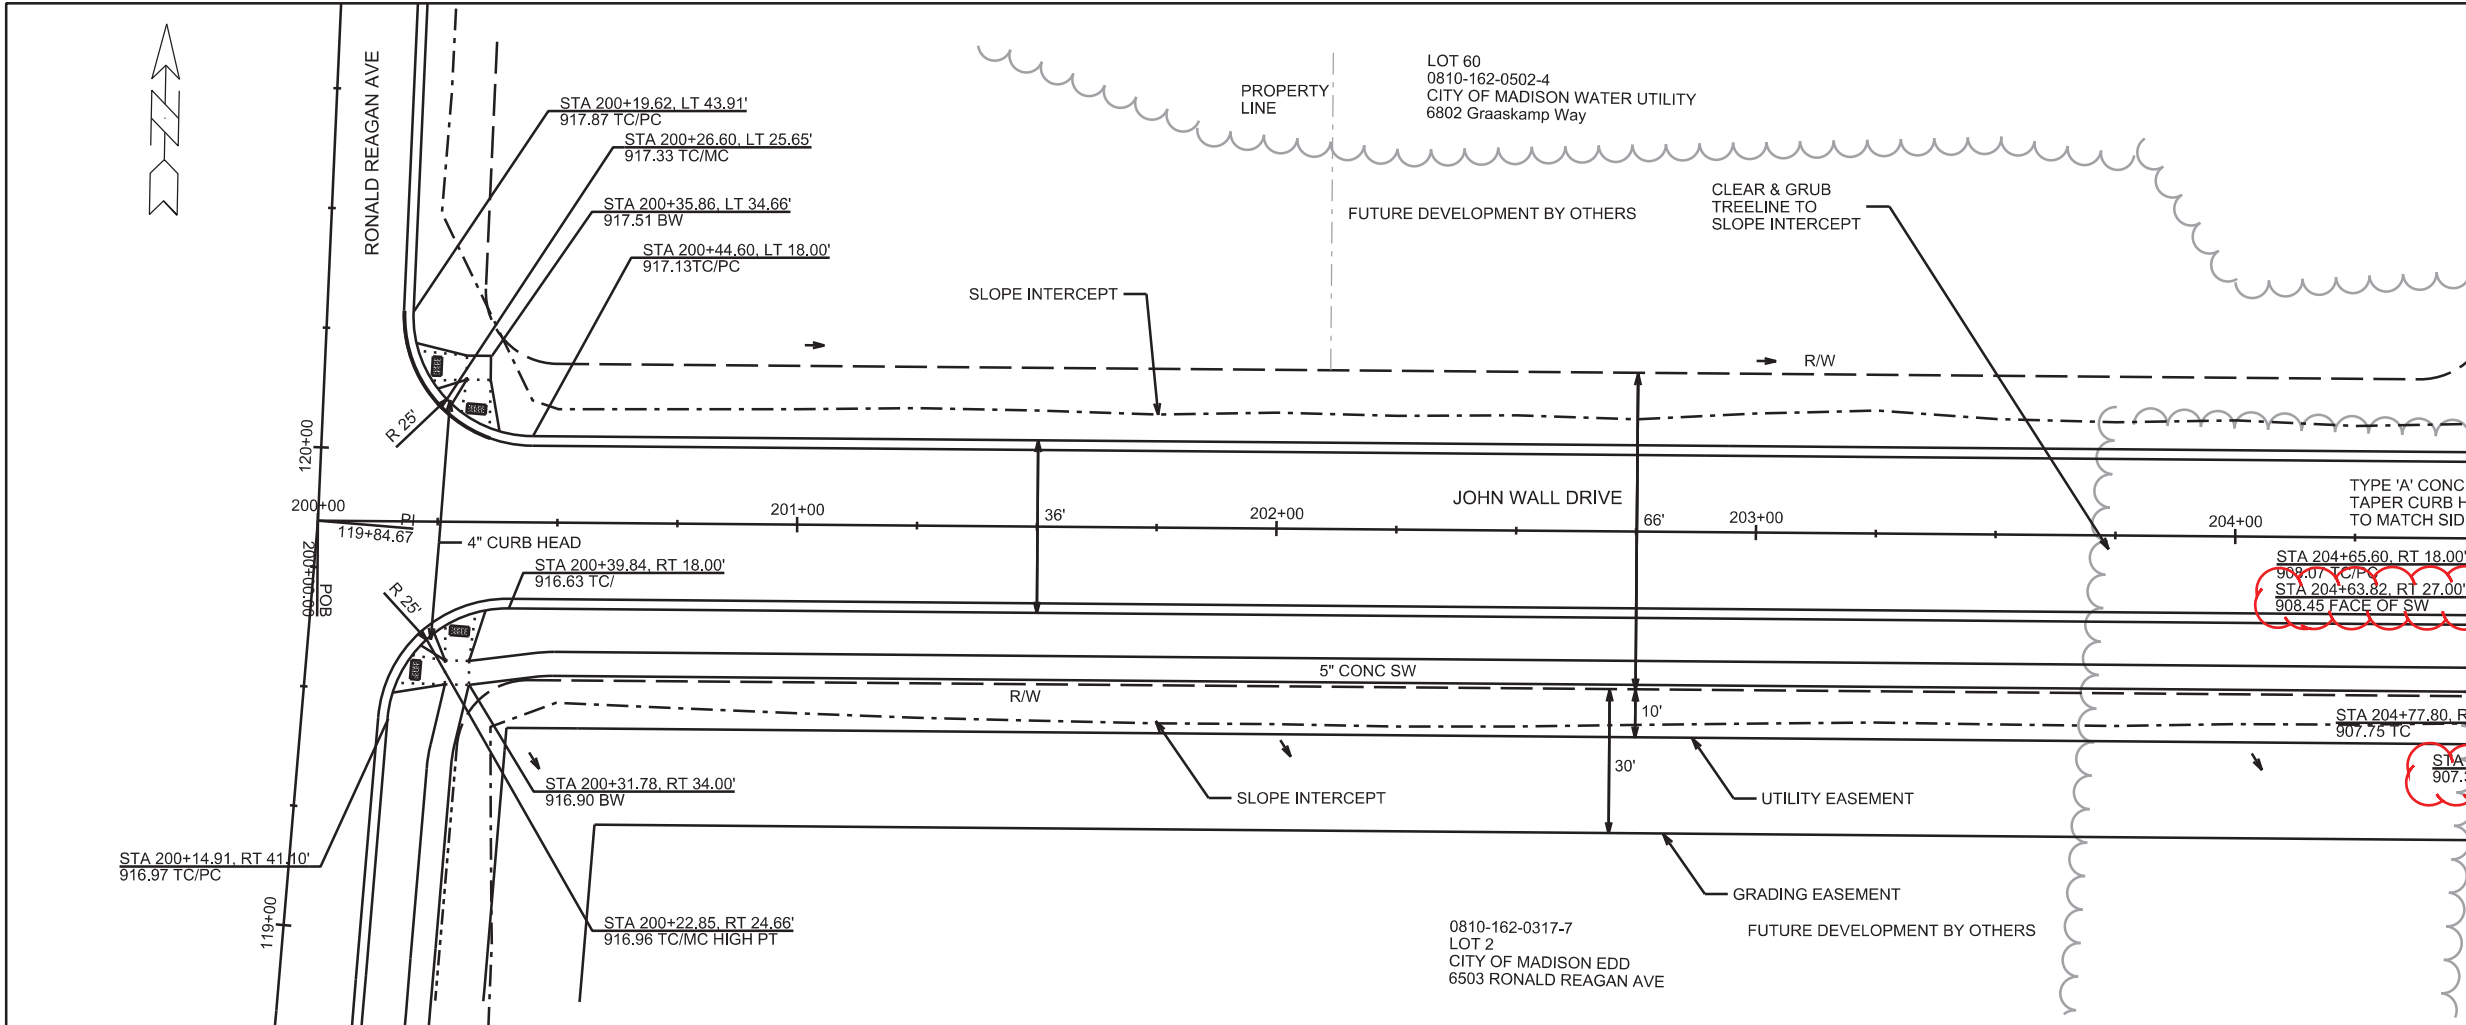 RONALD REAGAN AVE
STA 200+19.62, LT 43.91'
917.87 TC/PC
STA 200+26.60, LT 25.65'
917.33 TC/MC
STA 200+35.86, LT 34.66'
917.51 BW
STA 200+44.60, LT 18.00'
917.13TC/PC
PROPERTY
LINE
LOT 60
0810-162-0502-4
CITY OF MADISON WATER UTILITY
6802 Graaskamp Way
FUTURE DEVELOPMENT BY OTHERS
CLEAR & GRUB
TREELINE TO
SLOPE INTERCEPT
SLOPE INTERCEPT
R/W
R 25'
120+00
200+00
PI
119+84.67
200+00.00
POB
4" CURB HEAD
201+00
36'
202+00
JOHN WALL DRIVE
66'
203+00
204+00
TYPE 'A' CONC
TAPER CURB H
TO MATCH SID
STA 204+65.60, RT 18.00'
908.07 TC/PC
STA 204+63.82, RT 27.00'
908.45 FACE OF SW
STA 200+39.84, RT 18.00'
916.63 TC/
R 25'
5" CONC SW
R/W
10'
30'
STA 204+77.80, R
907.75 TC
STA
907.3
STA 200+31.78, RT 34.00'
916.90 BW
SLOPE INTERCEPT
UTILITY EASEMENT
STA 200+14.91, RT 41.10'
916.97 TC/PC
119+00
STA 200+22.85, RT 24.66'
916.96 TC/MC HIGH PT
GRADING EASEMENT
0810-162-0317-7
LOT 2
CITY OF MADISON EDD
6503 RONALD REAGAN AVE
FUTURE DEVELOPMENT BY OTHERS